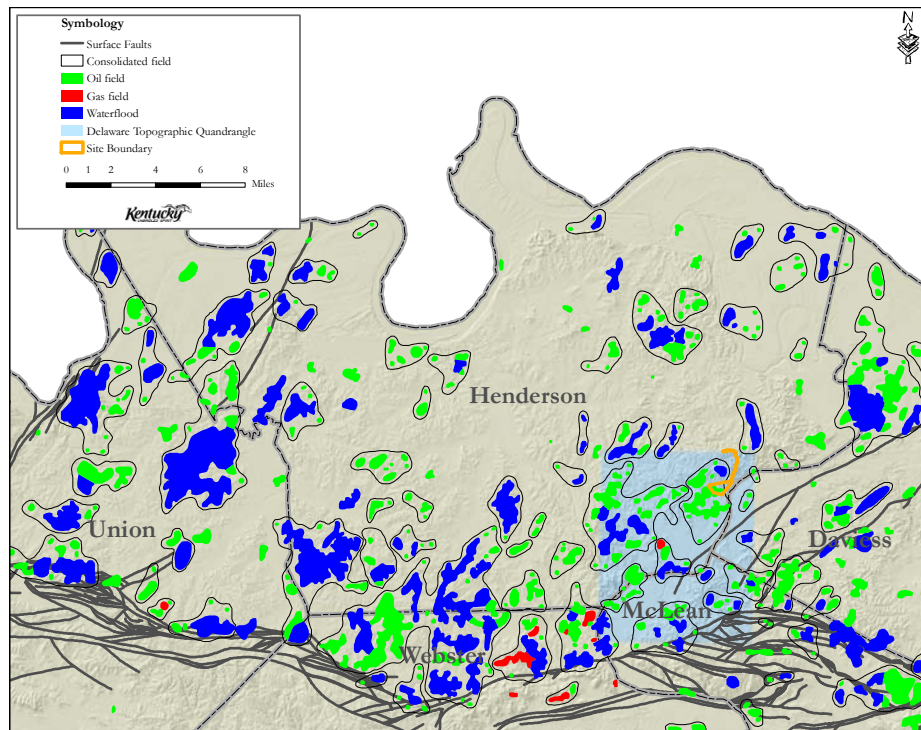 Symbology
Surface Faults
Consolidated field
Oil field
Gas field
Waterflood
Delaware Topographic Quandrangle
Site Boundary
0 1 2 4 6 8
Miles
Kentucky
N
Henderson
Union
Daviess
McLean
Webster